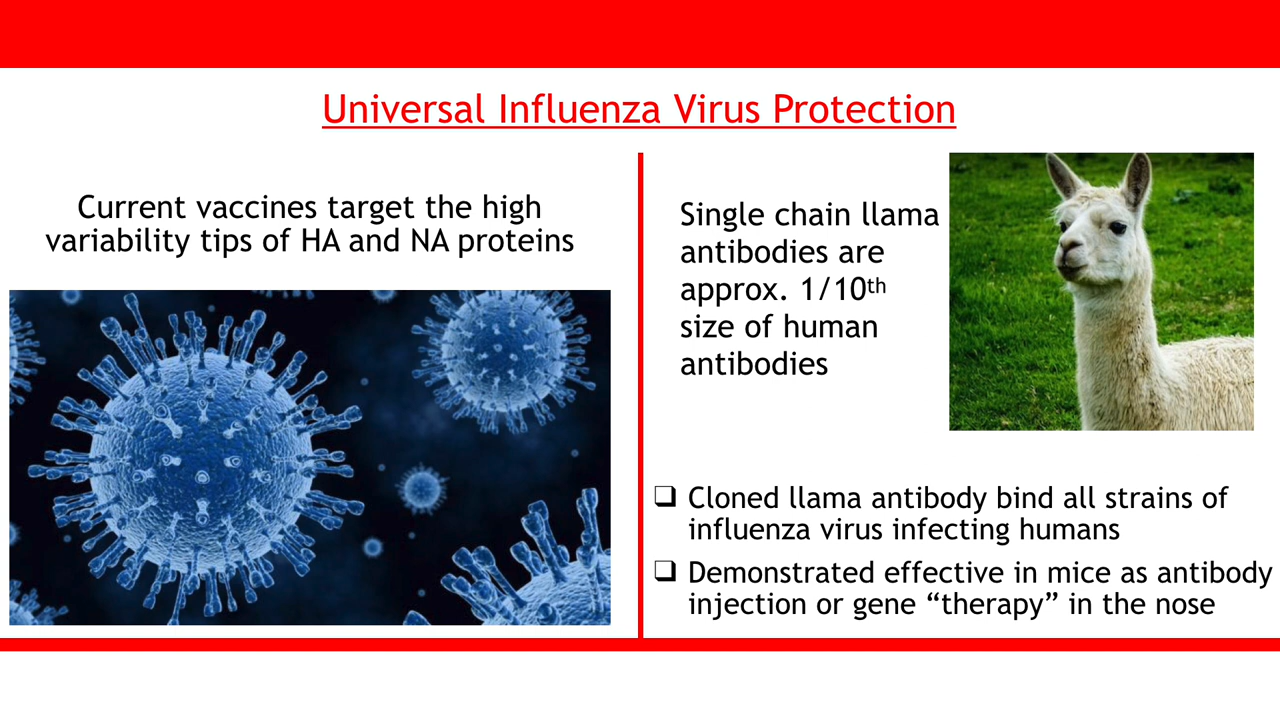 Universal Influenza Virus Protection
Current vaccines target the high
variability tips of HA and NA proteins
Single chain llama
antibodies are
approx. 1/10th
size of human
antibodies
❑ Cloned llama antibody bind all strains of
influenza virus infecting humans
❑ Demonstrated effective in mice as antibody
injection or gene “therapy” in the nose